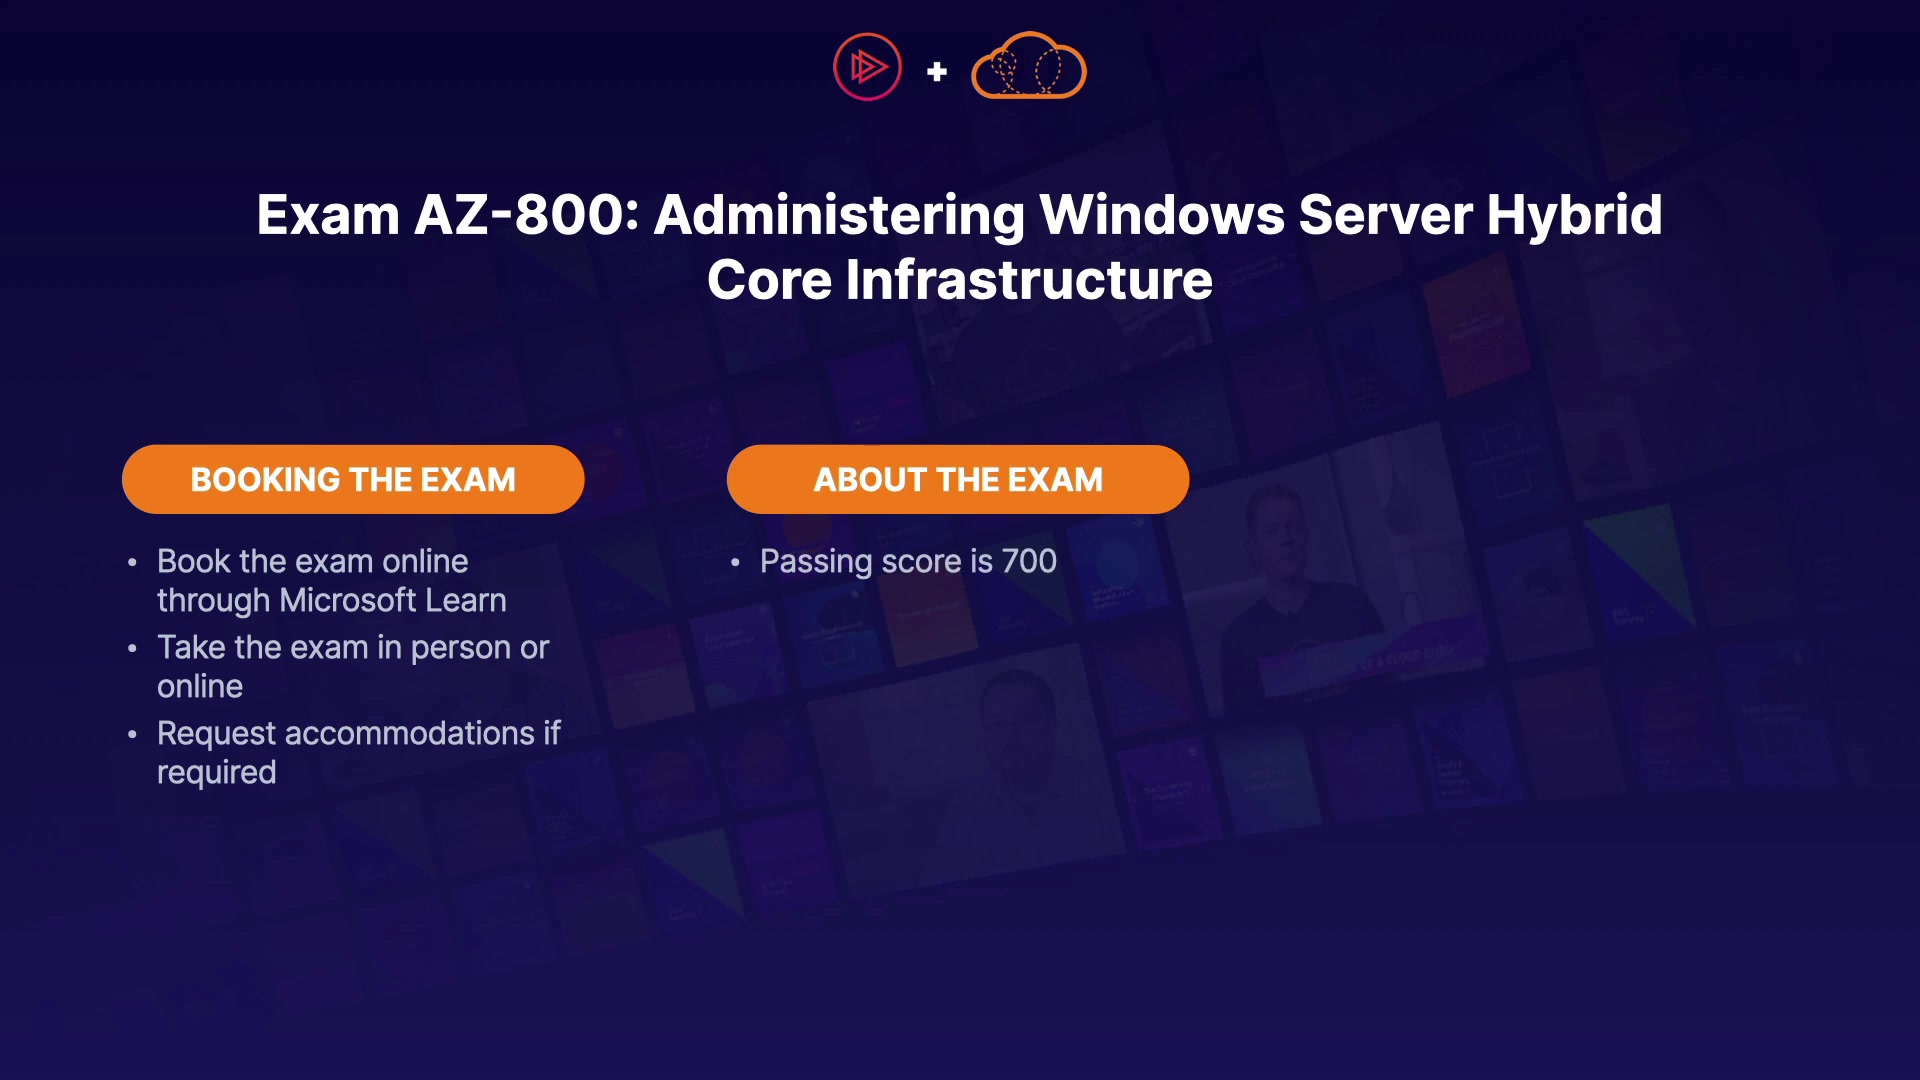 Exam AZ-800: Administering Windows Server Hybrid
Core Infrastructure
BOOKING THE EXAM
• Book the exam online
through Microsoft Learn
• Take the exam in person or
online
• Request accommodations if
required
ABOUT THE EXAM
• Passing score is 700